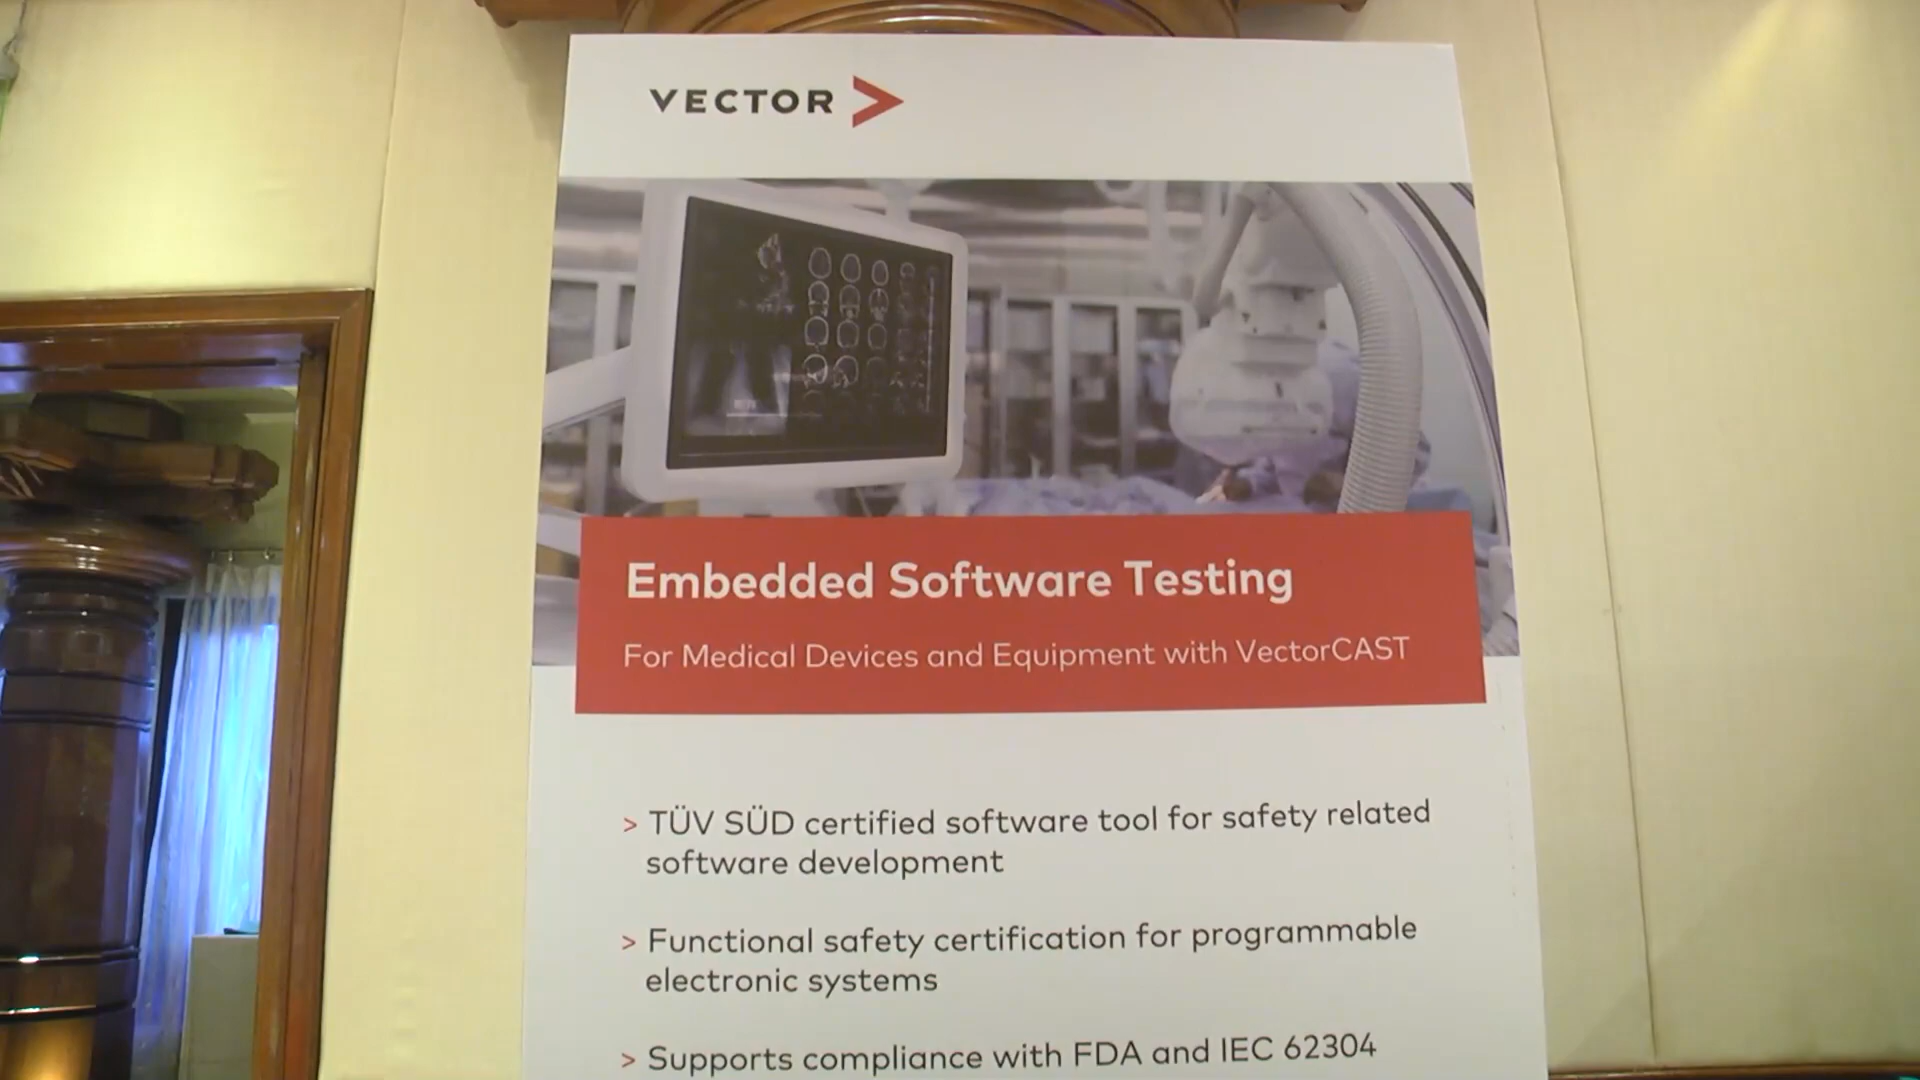 VECTOR
Embedded Software Testing
For Medical Devices and Equipment with VectorCAST
> TÜV SÜD certified software tool for safety related
software development
> Functional safety certification for programmable
electronic systems
> Supports compliance with FDA and IEC 62304